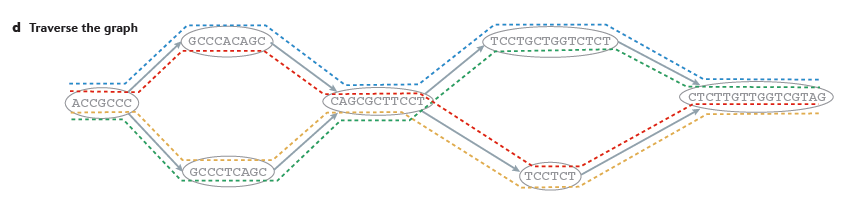 d Traverse the graph
GCCCACAGC
TCCTGCTGGTCTCT
ACCGCCC
CAGCGCTTCCT
CTCTTGTTGGTCGTAG
GCCCTCAGC
TCCTCT